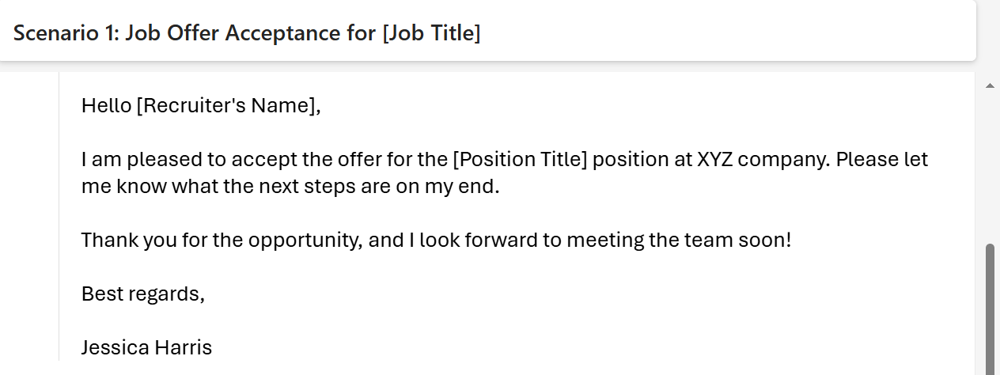 Scenario 1: Job Offer Acceptance for [Job Title]
Hello [Recruiter's Name],
I am pleased to accept the offer for the [Position Title] position at XYZ company. Please let
me know what the next steps are on my end.
Thank you for the opportunity, and I look forward to meeting the team soon!
Best regards,
Jessica Harris